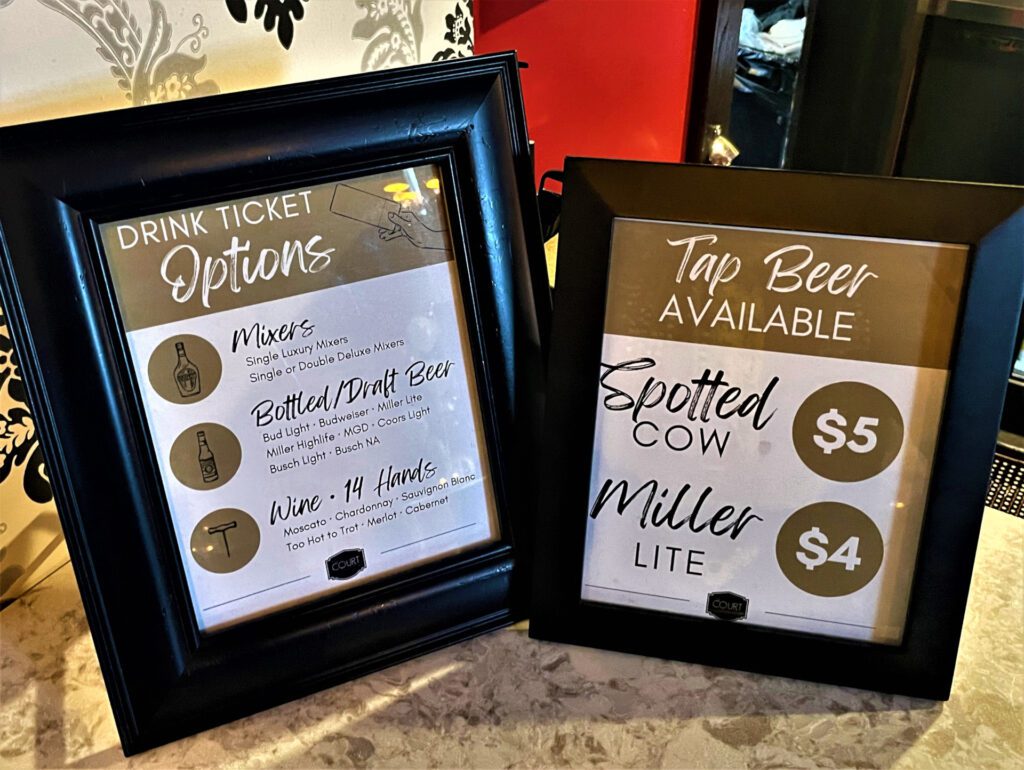 DRINK TICKET
Options
Mixers
Single Luxury Mixers
Single or Double Deluxe Mixers
Bottled/Draft Beer
Bud Light • Budweiser • Miller Lite
Miller Highlife • MGD • Coors Light
Busch Light • Busch NA
Wine • 14 Hands
Moscato • Chardonnay • Sauvignon Blanc
Too Hot to Trot • Merlot • Cabernet
COURT
Tap Beer
AVAILABLE
Spotted
COW
$5
Miller
LITE
$4
COURT